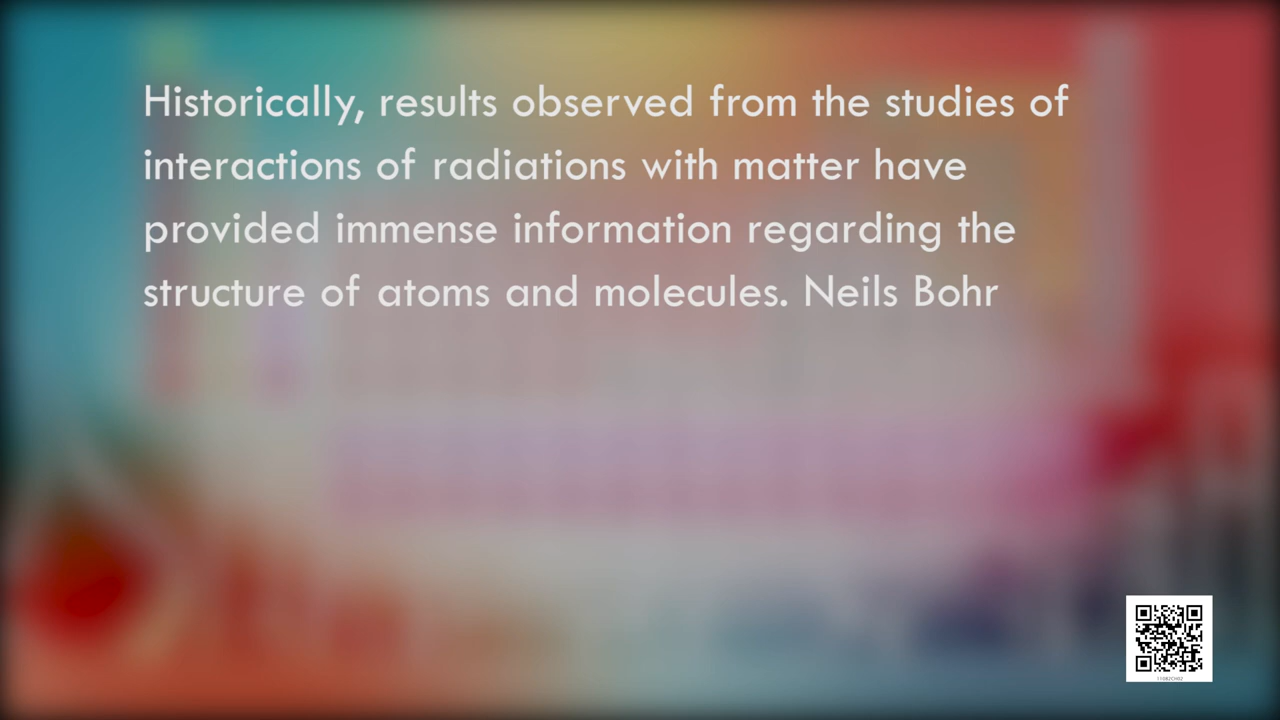 Historically, results observed from the studies of
interactions of radiations with matter have
provided immense information regarding the
structure of atoms and molecules. Neils Bohr